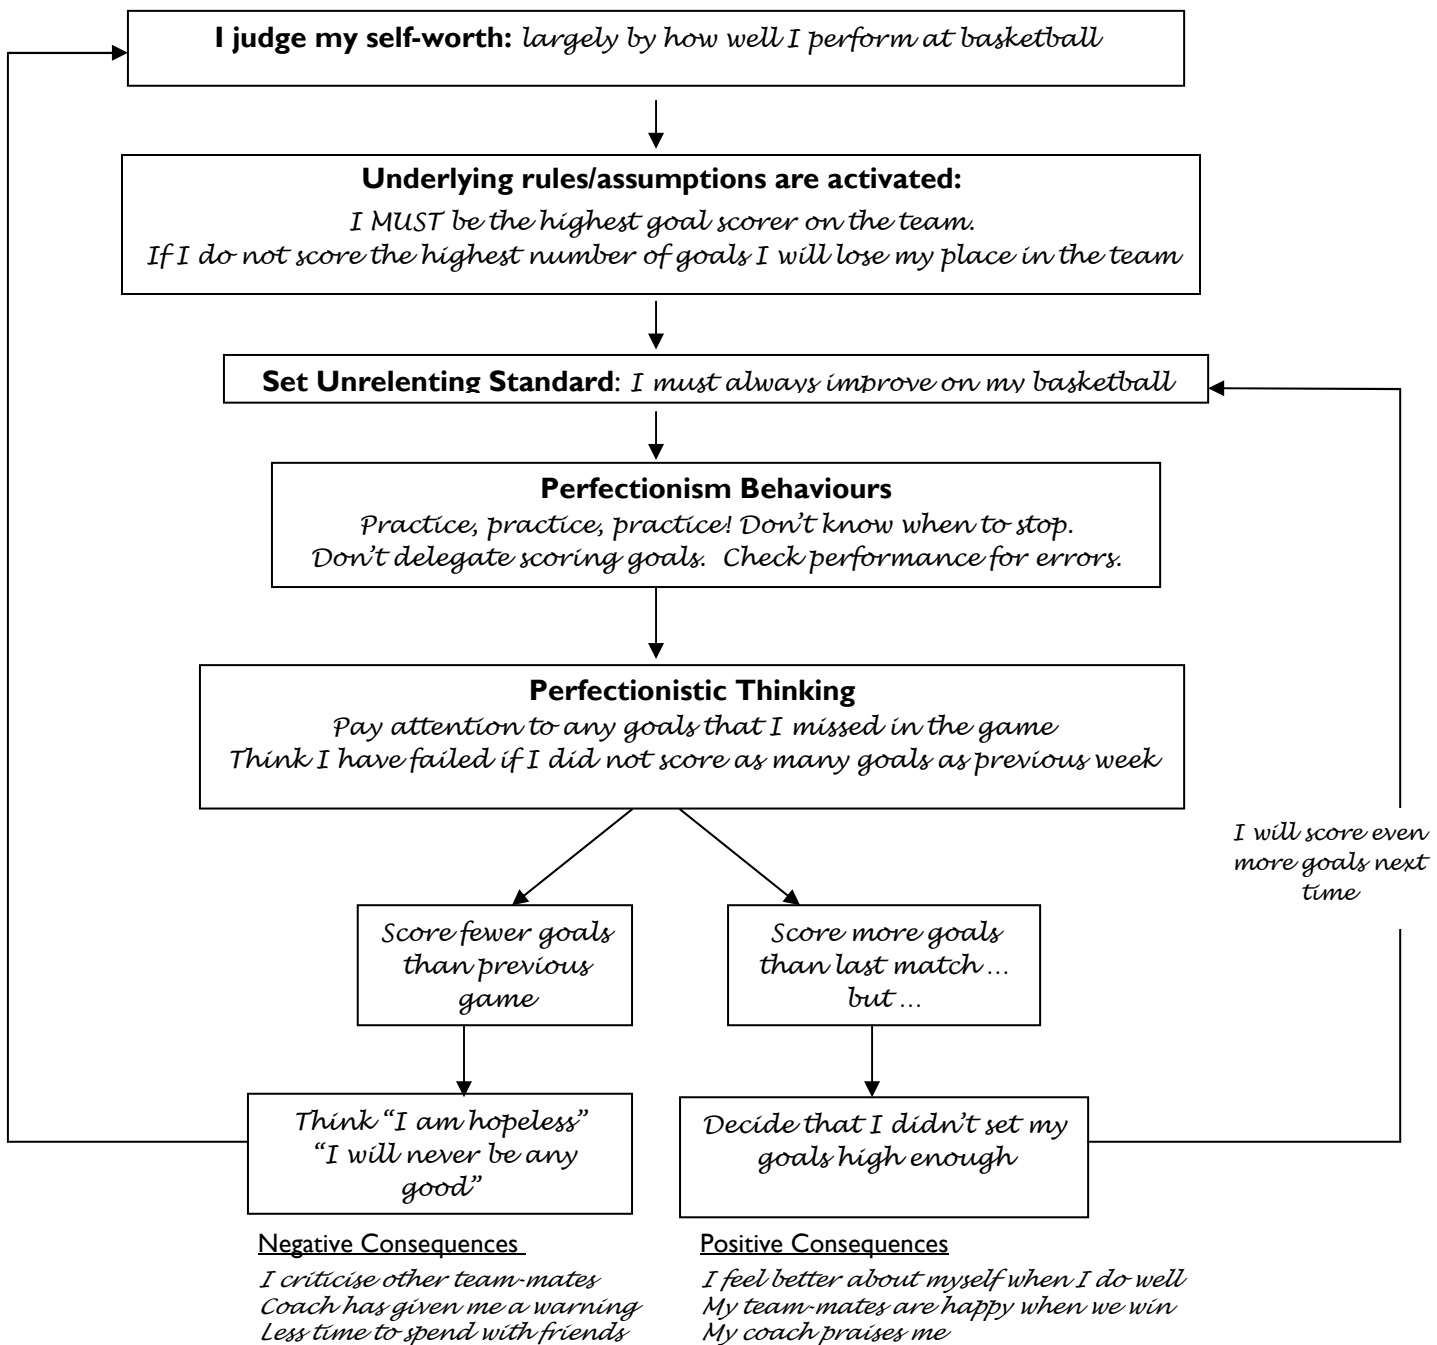 I judge my self-worth: largely by how well I perform at basketball
Underlying rules/assumptions are activated:
I MUST be the highest goal scorer on the team.
If I do not score the highest number of goals I will lose my place in the team
Set Unrelenting Standard: I must always improve on my basketball
Perfectionism Behaviours
Practice, practice, practice! Don't know when to stop.
Don't delegate scoring goals. Check performance for errors.
Perfectionistic Thinking
Pay attention to any goals that I missed in the game
Think I have failed if I did not score as many goals as previous week
I will score even
more goals next
time
Score fewer goals
than previous
game
Score more goals
than last match …
but …
Think “I am hopeless”
“I will never be any
good”
Decide that I didn't set my
goals high enough
Negative Consequences
I criticise other team-mates
Coach has given me a warning
Less time to spend with friends
Positive Consequences
I feel better about myself when I do well
My team-mates are happy when we win
My coach praises me